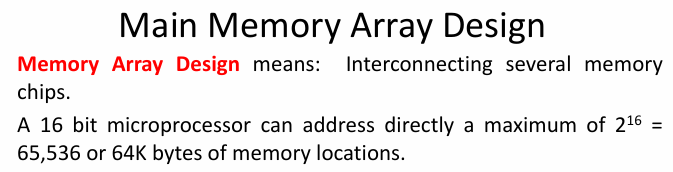 Main Memory Array Design
Memory Array Design means: Interconnecting several memory
chips.
A 16 bit microprocessor can address directly a maximum of 2¹⁶ =
65,536 or 64K bytes of memory locations.